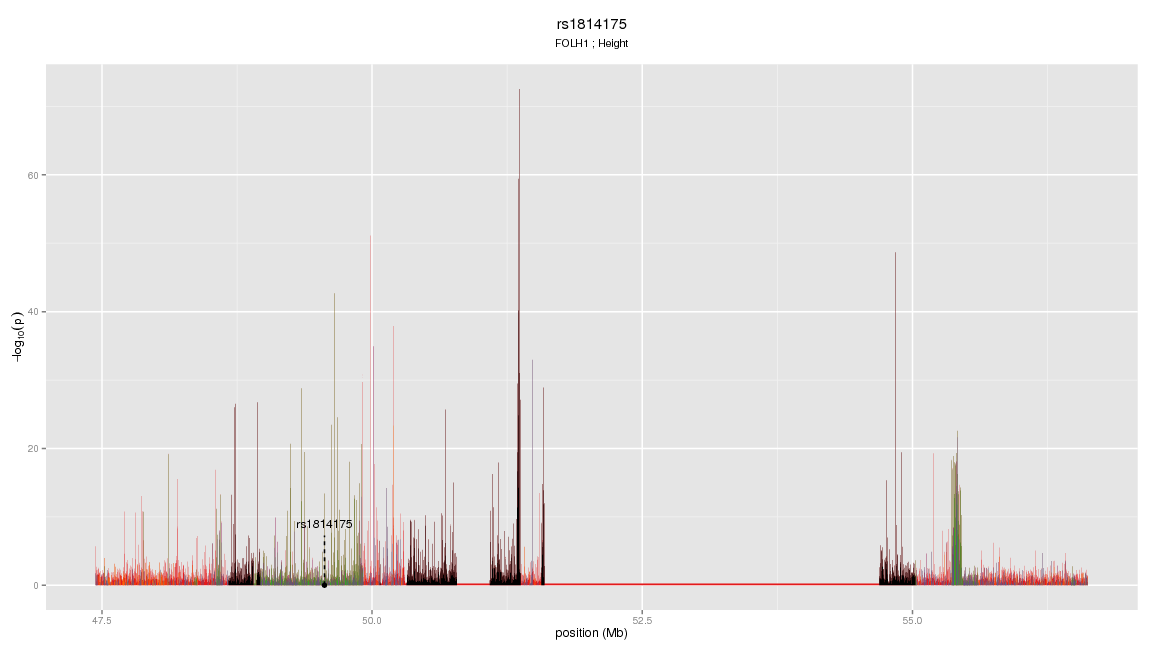 rs1814175
FOLH1 ; Height
60
40
20
0
−log10(p)
rs1814175
47.5 50.0 52.5 55.0
position (Mb)